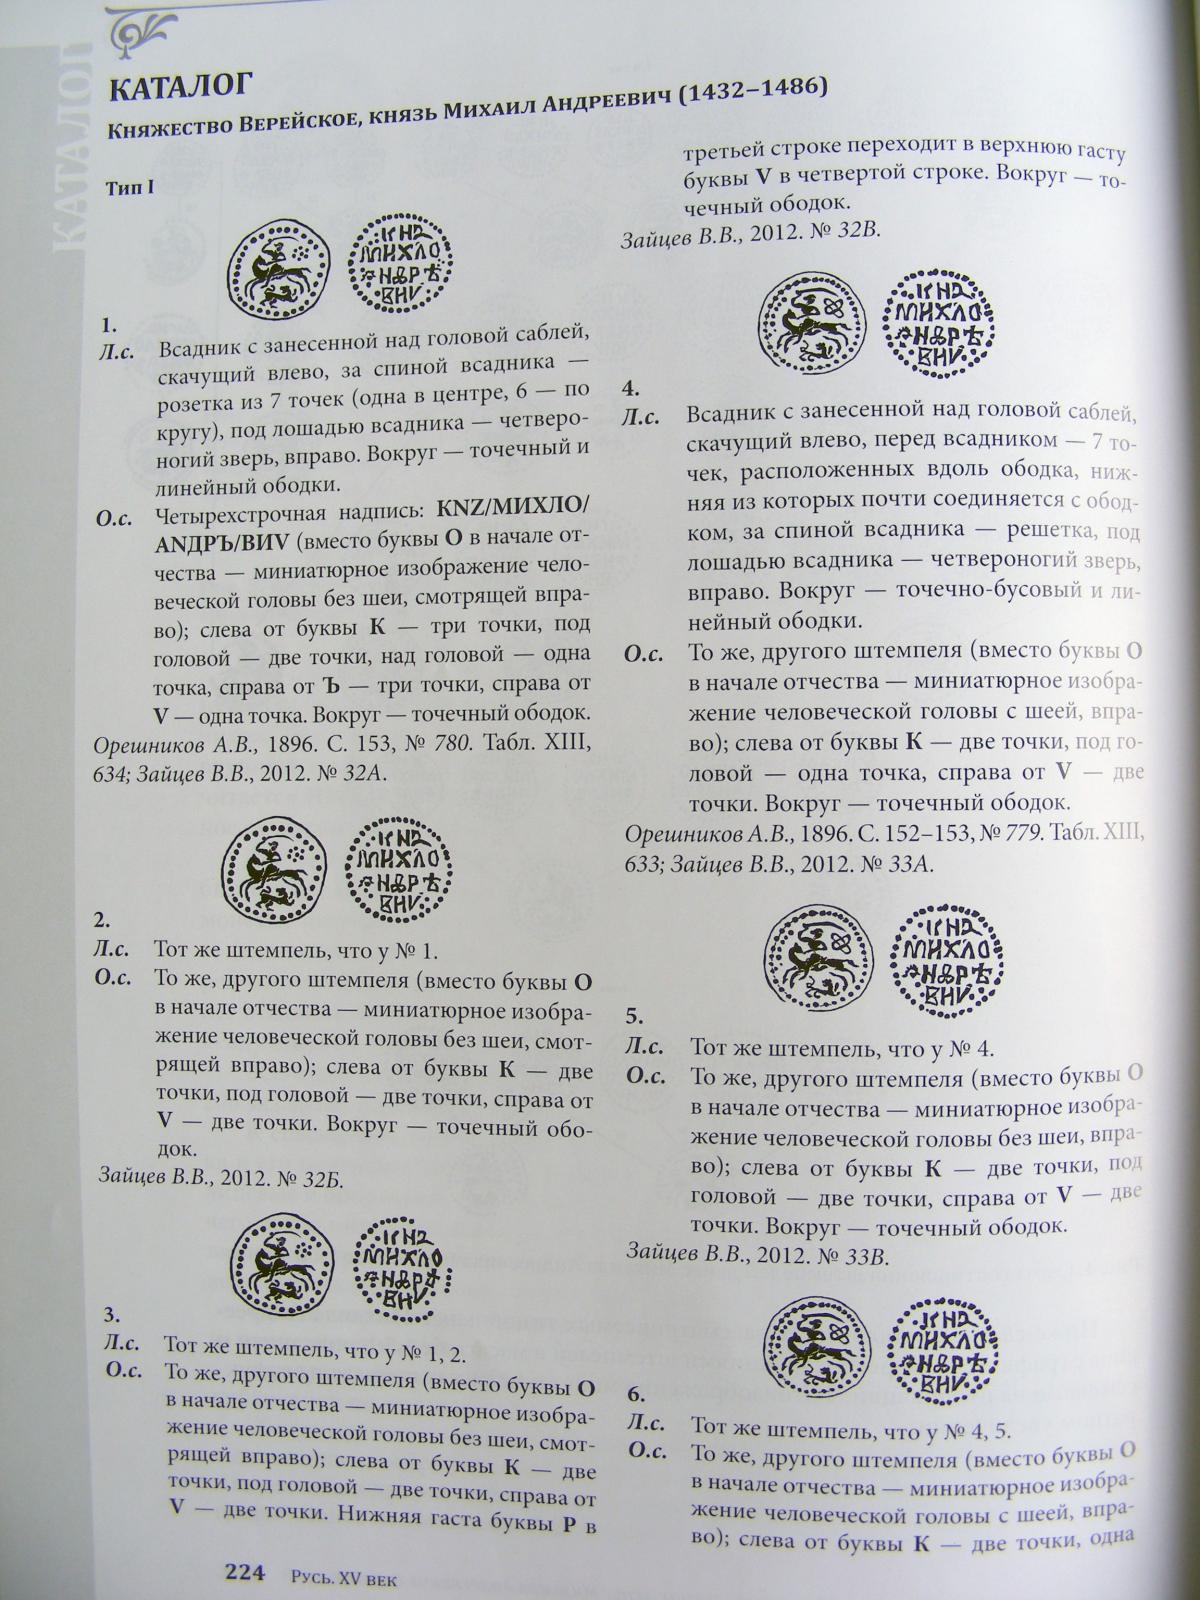 КАТАЛОГ
КАТАЛОГ
Княжество Верейское, князь Михаил Андреевич (1432–1486)
Тип I
1.
Л.с. Всадник с занесенной над головой саблей,
скачущий влево, за спиной всадника —
розетка из 7 точек (одна в центре, 6 — по
кругу), под лошадью всадника — четверо-
ногий зверь, вправо. Вокруг — точечный и
линейный ободки.
О.с. Четырехстрочная надпись: KNZ/МИХЛО/
АNДРЪ/ВИV (вместо буквы О в начале от-
чества — миниатюрное изображение чело-
веческой головы без шеи, смотрящей впра-
во); слева от буквы К — три точки, под
головой — две точки, над головой — одна
точка, справа от Ъ — три точки, справа от
V — одна точка. Вокруг — точечный ободок.
Орешников А.В., 1896. С. 153, № 780. Табл. XIII,
634; Зайцев В.В., 2012. № 32А.
2.
Л.с. Тот же штемпель, что у № 1.
О.с. То же, другого штемпеля (вместо буквы О
в начале отчества — миниатюрное изобра-
жение человеческой головы без шеи, смот-
рящей вправо); слева от буквы К — две
точки, под головой — две точки, справа от
V — две точки. Вокруг — точечный обо-
док.
Зайцев В.В., 2012. № 32Б.
3.
Л.с. Тот же штемпель, что у № 1, 2.
О.с. То же, другого штемпеля (вместо буквы О
в начале отчества — миниатюрное изобра-
жение человеческой головы без шеи, смот-
рящей вправо); слева от буквы К — две
точки, под головой — две точки, справа от
V — две точки. Нижняя гаста буквы Р в
третьей строке переходит в верхнюю гасту
буквы V в четвертой строке. Вокруг — то-
чечный ободок.
Зайцев В.В., 2012. № 32В.
4.
Л.с. Всадник с занесенной над головой саблей,
скачущий влево, перед всадником — 7 то-
чек, расположенных вдоль ободка, ниж-
няя из которых почти соединяется с обод-
ком, за спиной всадника — решетка, под
лошадью всадника — четвероногий зверь,
вправо. Вокруг — точечно-бусовый и ли-
нейный ободки.
О.с. То же, другого штемпеля (вместо буквы О
в начале отчества — миниатюрное изобра-
жение человеческой головы с шеей, впра-
во); слева от буквы К — две точки, под го-
ловой — одна точка, справа от V — две
точки. Вокруг — точечный ободок.
Орешников А.В., 1896. С. 152–153, № 779. Табл. XIII,
633; Зайцев В.В., 2012. № 33А.
5.
Л.с. Тот же штемпель, что у № 4.
О.с. То же, другого штемпеля (вместо буквы О
в начале отчества — миниатюрное изобра-
жение человеческой головы без шеи, впра-
во); слева от буквы К — две точки, под
головой — две точки, справа от V — две
точки. Вокруг — точечный ободок.
Зайцев В.В., 2012. № 33В.
6.
Л.с. Тот же штемпель, что у № 4, 5.
О.с. То же, другого штемпеля (вместо буквы О
в начале отчества — миниатюрное изобра-
жение человеческой головы с шеей, впра-
во); слева от буквы К — две точки, одна
224 Русь. XV век